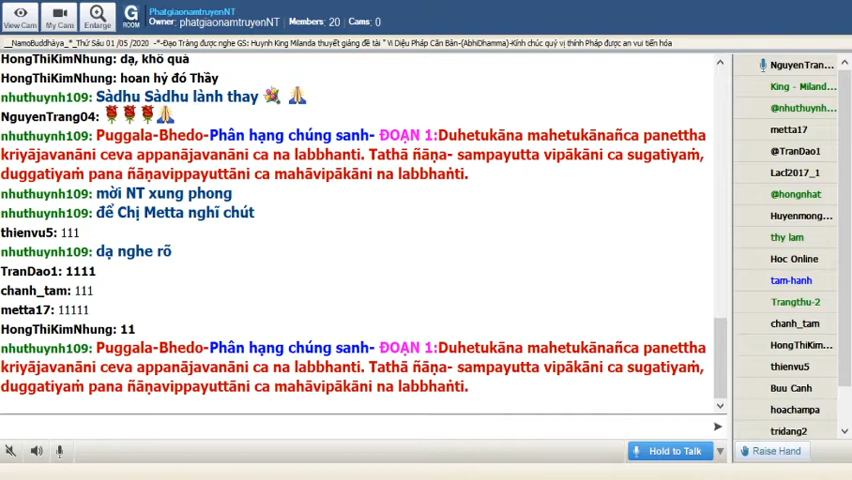 PhatgiaonamtruyenNT
Owner: phatgiaonamtruyenNT Members: 20 Cams: 0
View Cam
My Cam
Enlarge
G
ROOM
__NamoBuddhàya_*_Thứ Sáu 01 /05 /2020 -*-Đạo Tràng được nghe GS: Huynh King Milanda thuyết giảng đề tài " Vi Diệu Pháp Căn Bản-(AbhiDhamma)-Kính chúc quý vị thính Pháp được an vui tiến hóa
HongThiKimNhung: dạ, khổ quà
HongThiKimNhung: hoan hỷ đó Thầy
nhuthuynh109: Sàdhu Sàdhu lành thay
NguyenTrang04:
nhuthuynh109: Puggala-Bhedo-Phân hạng chúng sanh- ĐOẠN 1:Duhetukāna mahetukānañca panettha
kriyājavanāni ceva appanājavanāni ca na labbhanti. Tathā ñāṇa- sampayutta vipākāni ca sugatiyaṃ,
duggatiyaṃ pana ñāṇavippayuttāni ca mahāvipākāni na labbhaṅti.
nhuthuynh109: mời NT xung phong
nhuthuynh109: để Chị Metta nghĩ chút
thienvu5: 111
nhuthuynh109: dạ nghe rõ
TranDao1: 1111
chanh_tam: 111
metta17: 11111
HongThiKimNhung: 11
nhuthuynh109: Puggala-Bhedo-Phân hạng chúng sanh- ĐOẠN 1:Duhetukāna mahetukānañca panettha
kriyājavanāni ceva appanājavanāni ca na labbhanti. Tathā ñāṇa- sampayutta vipākāni ca sugatiyaṃ,
duggatiyaṃ pana ñāṇavippayuttāni ca mahāvipākāni na labbhaṅti.
Hold to Talk
NguyenTran...
King - Miland...
@nhuthuynh...
metta17
@TranDao1
Lacl2017_1
@hongnhat
Huyenmong...
thy lam
Hoc Online
tam-hanh
Trangthu-2
chanh_tam
HongThiKim...
thienvu5
Buu Canh
hoachampa
tridang2
Raise Hand